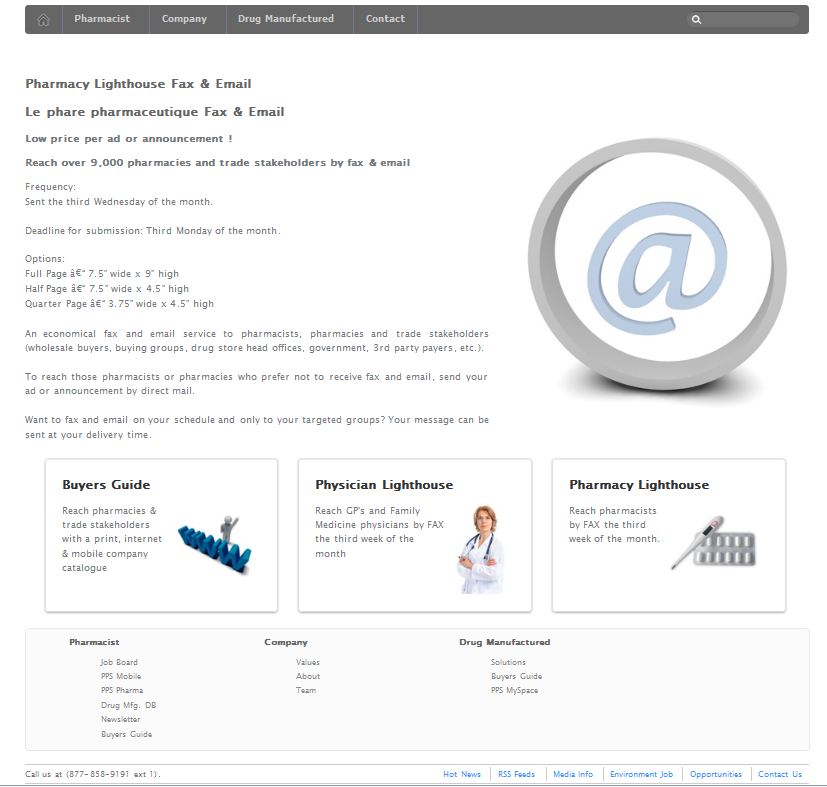 Pharmacist Company Drug Manufactured Contact
Pharmacy Lighthouse Fax & Email
Le phare pharmaceutique Fax & Email
Low price per ad or announcement !
Reach over 9,000 pharmacies and trade stakeholders by fax & email
Frequency:
Sent the third Wednesday of the month.
Deadline for submission: Third Monday of the month.
Options:
Full Page â€“ 7.5" wide x 9" high
Half Page â€“ 7.5" wide x 4.5" high
Quarter Page â€“ 3.75" wide x 4.5" high
An economical fax and email service to pharmacists, pharmacies and trade stakeholders
(wholesale buyers, buying groups, drug store head offices, government, 3rd party payers, etc.).
To reach those pharmacists or pharmacies who prefer not to receive fax and email, send your
ad or announcement by direct mail.
Want to fax and email on your schedule and only to your targeted groups? Your message can be
sent at your delivery time.
@
Buyers Guide
Reach pharmacies &
trade stakeholders
with a print, internet
& mobile company
catalogue
WWW
Physician Lighthouse
Reach GP's and Family
Medicine physicians by FAX
the third week of the
month
Pharmacy Lighthouse
Reach pharmacists
by FAX the third
week of the month.
Pharmacist
Job Board
PPS Mobile
PPS Pharma
Drug Mfg. DB
Newsletter
Buyers Guide
Company
Values
About
Team
Drug Manufactured
Solutions
Buyers Guide
PPS MySpace
Call us at (877-858-9191 ext 1). Hot News RSS Feeds Media Info Environment Job Opportunities Contact Us